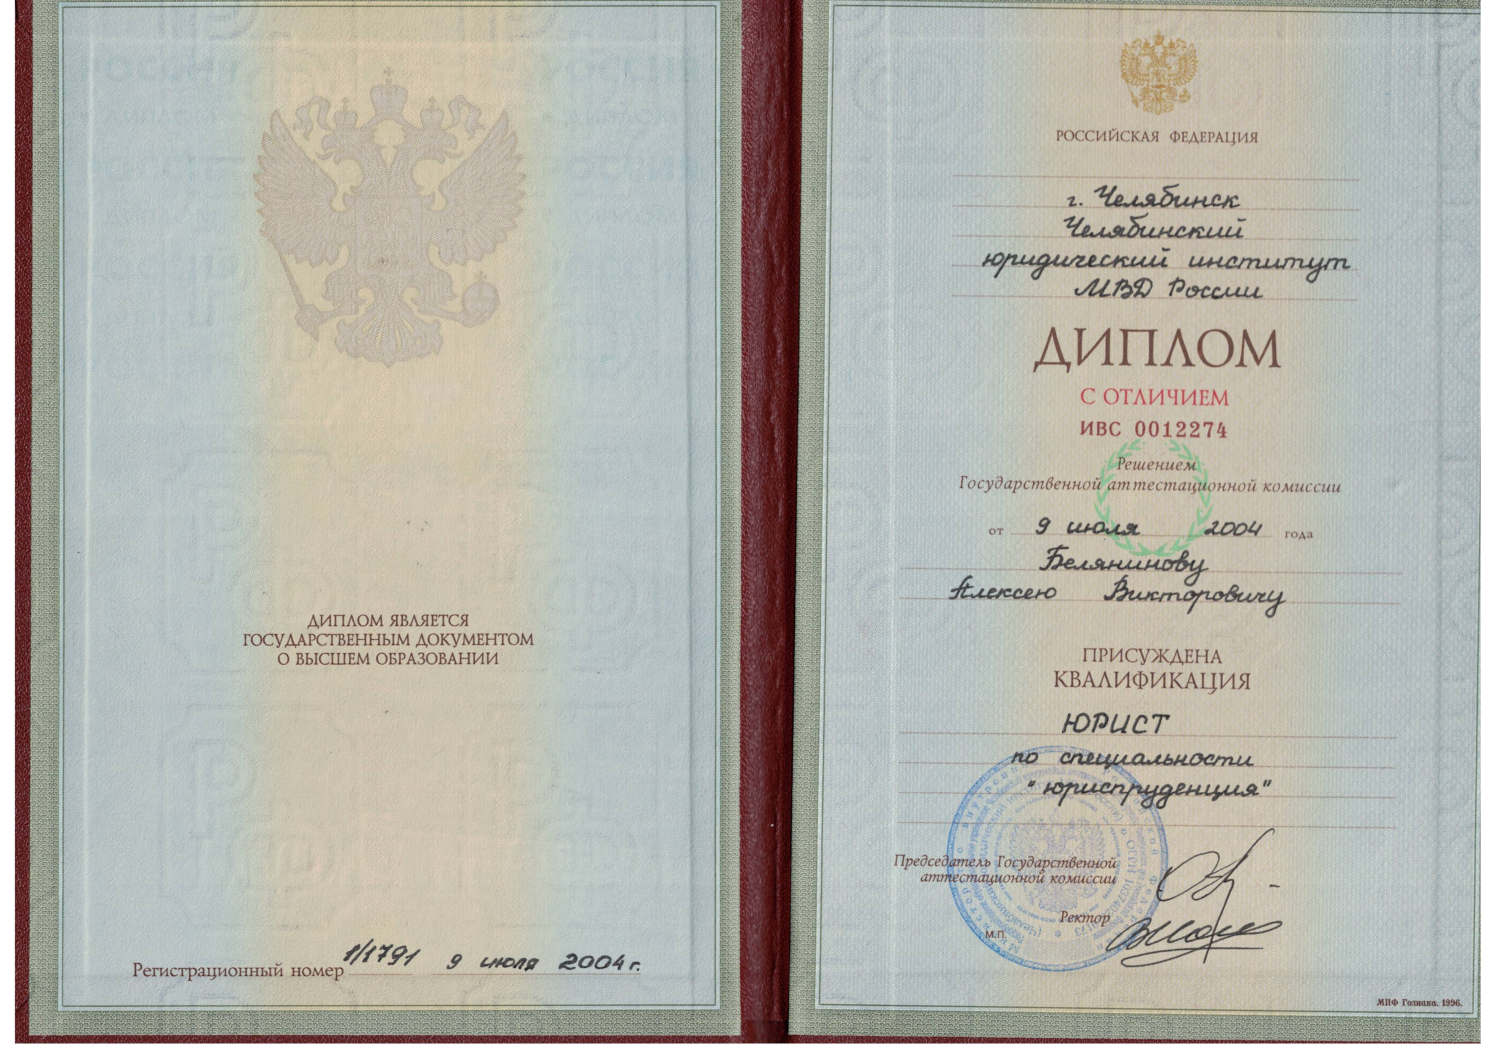 ДИПЛОМ ЯВЛЯЕТСЯ
ГОСУДАРСТВЕННЫМ ДОКУМЕНТОМ
О ВЫСШЕМ ОБРАЗОВАНИИ
Регистрационный номер 1/1791 9 июля 2004 г.
РОССИЙСКАЯ ФЕДЕРАЦИЯ
г. Челябинск
Челябинский
юридический институт
МВД России
ДИПЛОМ
С ОТЛИЧИЕМ
ИВС 0012274
Решением
Государственной аттестационной комиссии
от 9 июля 2004 года
Белянинову
Алексею Викторовичу
ПРИСУЖДЕНА
КВАЛИФИКАЦИЯ
ЮРИСТ
по специальности
"юриспруденция"
Председатель Государственной
аттестационной комиссии
Ректор
М.П.
МПФ Гознака. 1996.